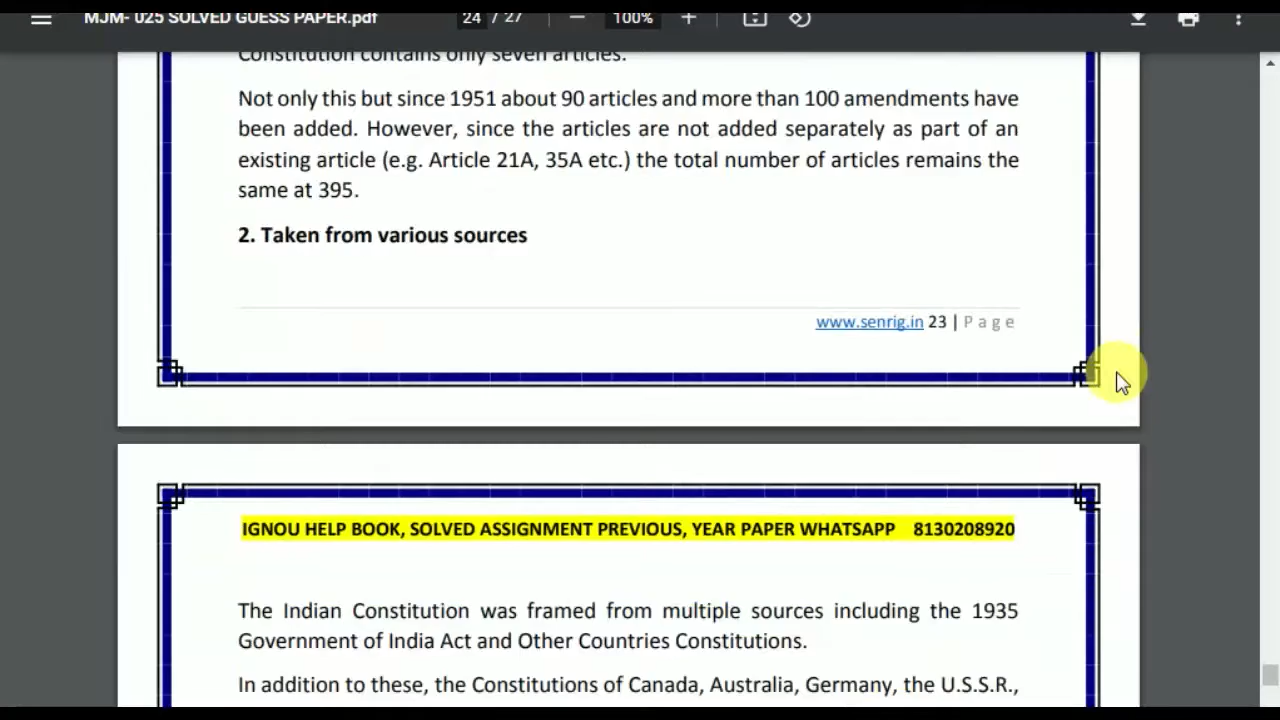 MJM- 025 SOLVED GUESS PAPER.pdf 24 / 27 100%
Constitution contains only seven articles.
Not only this but since 1951 about 90 articles and more than 100 amendments have
been added. However, since the articles are not added separately as part of an
existing article (e.g. Article 21A, 35A etc.) the total number of articles remains the
same at 395.
2. Taken from various sources
www.senrig.in 23 | Page
IGNOU HELP BOOK, SOLVED ASSIGNMENT PREVIOUS, YEAR PAPER WHATSAPP 8130208920
The Indian Constitution was framed from multiple sources including the 1935
Government of India Act and Other Countries Constitutions.
In addition to these, the Constitutions of Canada, Australia, Germany, the U.S.S.R.,